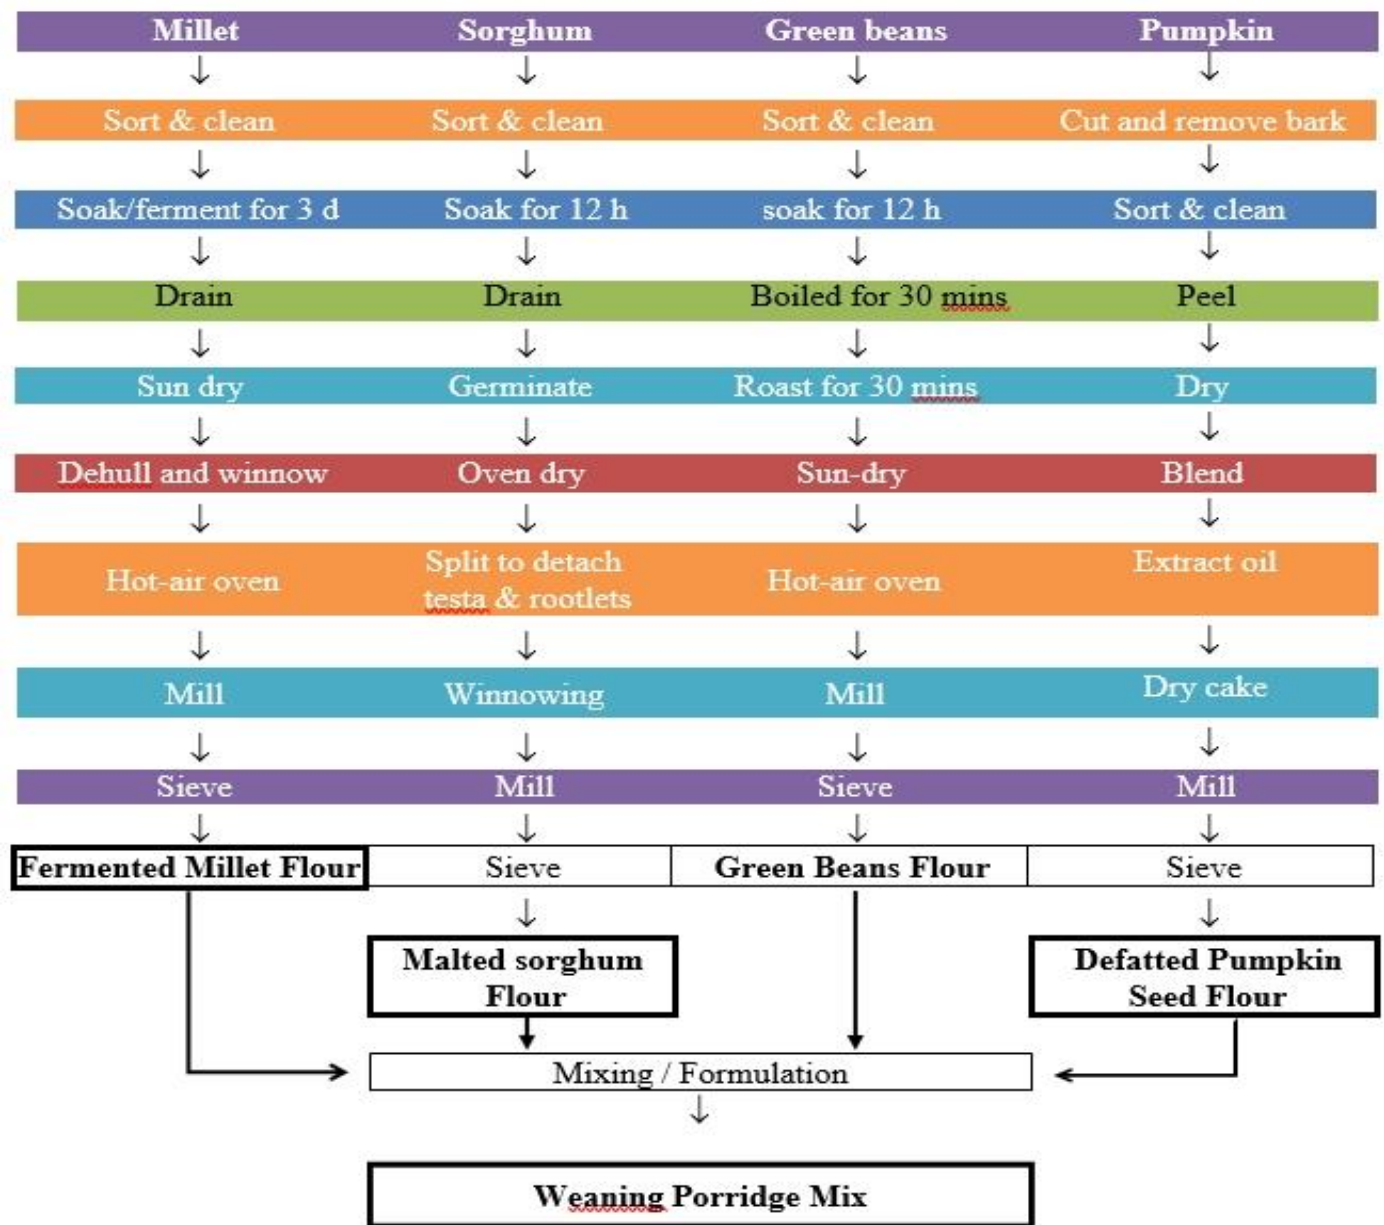 Millet Sorghum Green beans Pumpkin
↓ ↓ ↓ ↓
Sort & clean Sort & clean Sort & clean Cut and remove bark
↓ ↓ ↓ ↓
Soak/ferment for 3 d Soak for 12 h soak for 12 h Sort & clean
↓ ↓ ↓ ↓
Drain Drain Boiled for 30 mins Peel
↓ ↓ ↓ ↓
Sun dry Germinate Roast for 30 mins Dry
↓ ↓ ↓ ↓
Dehull and winnow Oven dry Sun-dry Blend
↓ ↓ ↓ ↓
Hot-air oven Split to detach Hot-air oven Extract oil
testa & rootlets
↓ ↓ ↓ ↓
Mill Winnowing Mill Dry cake
↓ ↓ ↓ ↓
Sieve Mill Sieve Mill
↓ ↓ ↓ ↓
Fermented Millet Flour Sieve Green Beans Flour Sieve
↓ ↓
Malted sorghum Defatted Pumpkin
Flour Seed Flour
Mixing / Formulation
↓
Weaning Porridge Mix